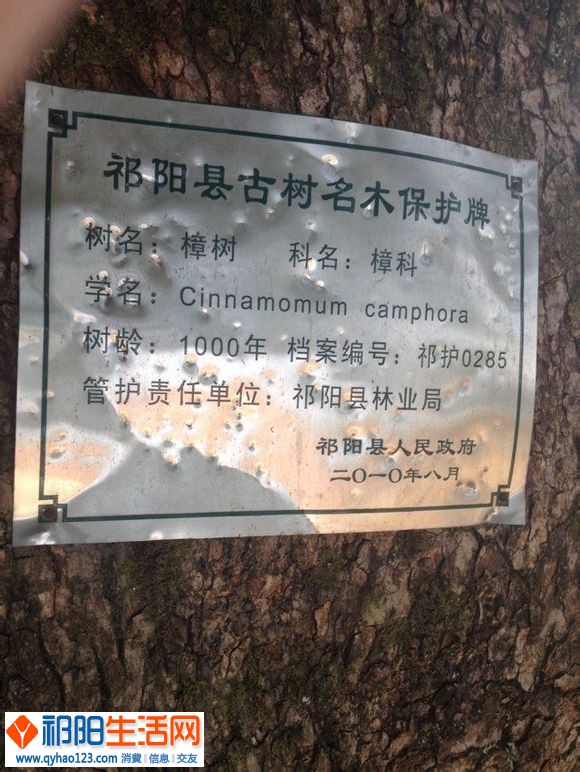 祁阳县古树名木保护牌
树名：樟树 科名：樟科
学名：Cinnamomum camphora
树龄：1000年 档案编号：祁护0285
管护责任单位：祁阳县林业局
祁阳县人民政府
二〇一〇年八月
祁阳生活网
www.qyhao123.com 消費 | 信息 | 交友